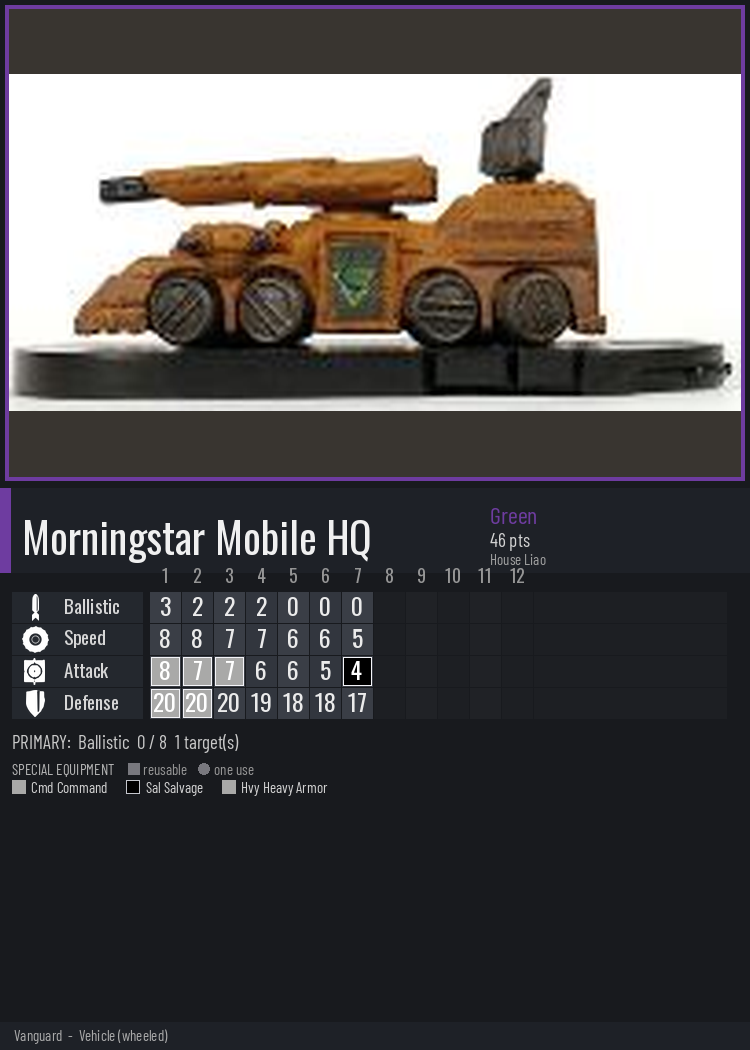 Morningstar Mobile HQ
Green
46 pts
House Liao
1 2 3 4 5 6 7 8 9 10 11 12
Ballistic 3 2 2 2 0 0 0
Speed 8 8 7 7 6 6 5
Attack 8 7 7 6 6 5 4
Defense 20 20 20 19 18 18 17
PRIMARY: Ballistic 0 / 8 1 target(s)
SPECIAL EQUIPMENT reusable one use
Cmd Command Sal Salvage Hvy Heavy Armor
Vanguard - Vehicle (wheeled)